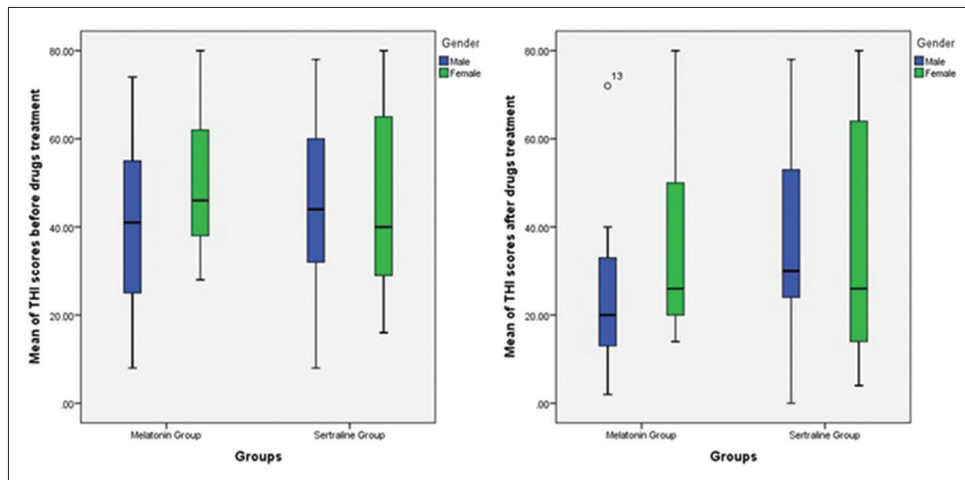 Mean of THI scores before drugs treatment
80.00
60.00
40.00
20.00
.00
Melatonin Group
Sertraline Group
Groups
Gender
Male
Female
Mean of THI scores after drugs treatment
80.00
60.00
40.00
20.00
.00
13
Melatonin Group
Sertraline Group
Groups
Gender
Male
Female